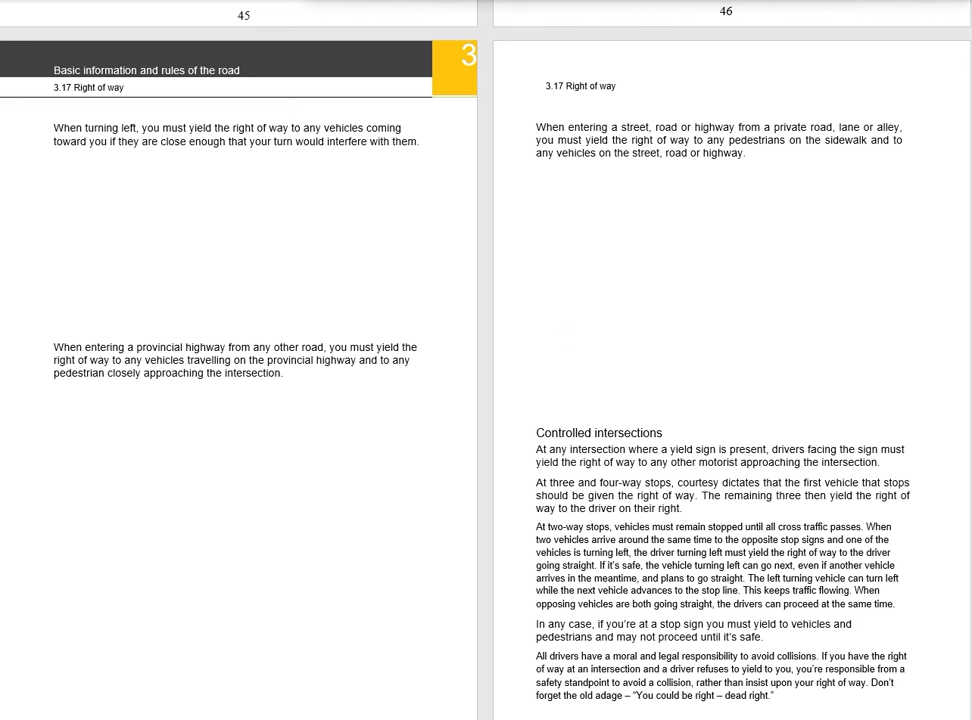 45
46
Basic information and rules of the road
3
3.17 Right of way
When turning left, you must yield the right of way to any vehicles coming
toward you if they are close enough that your turn would interfere with them.
When entering a provincial highway from any other road, you must yield the
right of way to any vehicles travelling on the provincial highway and to any
pedestrian closely approaching the intersection.
3.17 Right of way
When entering a street, road or highway from a private road, lane or alley,
you must yield the right of way to any pedestrians on the sidewalk and to
any vehicles on the street, road or highway.
Controlled intersections
At any intersection where a yield sign is present, drivers facing the sign must
yield the right of way to any other motorist approaching the intersection.
At three and four-way stops, courtesy dictates that the first vehicle that stops
should be given the right of way. The remaining three then yield the right of
way to the driver on their right.
At two-way stops, vehicles must remain stopped until all cross traffic passes. When
two vehicles arrive around the same time to the opposite stop signs and one of the
vehicles is turning left, the driver turning left must yield the right of way to the driver
going straight. If it's safe, the vehicle turning left can go next, even if another vehicle
arrives in the meantime, and plans to go straight. The left turning vehicle can turn left
while the next vehicle advances to the stop line. This keeps traffic flowing. When
opposing vehicles are both going straight, the drivers can proceed at the same time.
In any case, if you're at a stop sign you must yield to vehicles and
pedestrians and may not proceed until it's safe.
All drivers have a moral and legal responsibility to avoid collisions. If you have the right
of way at an intersection and a driver refuses to yield to you, you're responsible from a
safety standpoint to avoid a collision, rather than insist upon your right of way. Don't
forget the old adage – "You could be right – dead right."